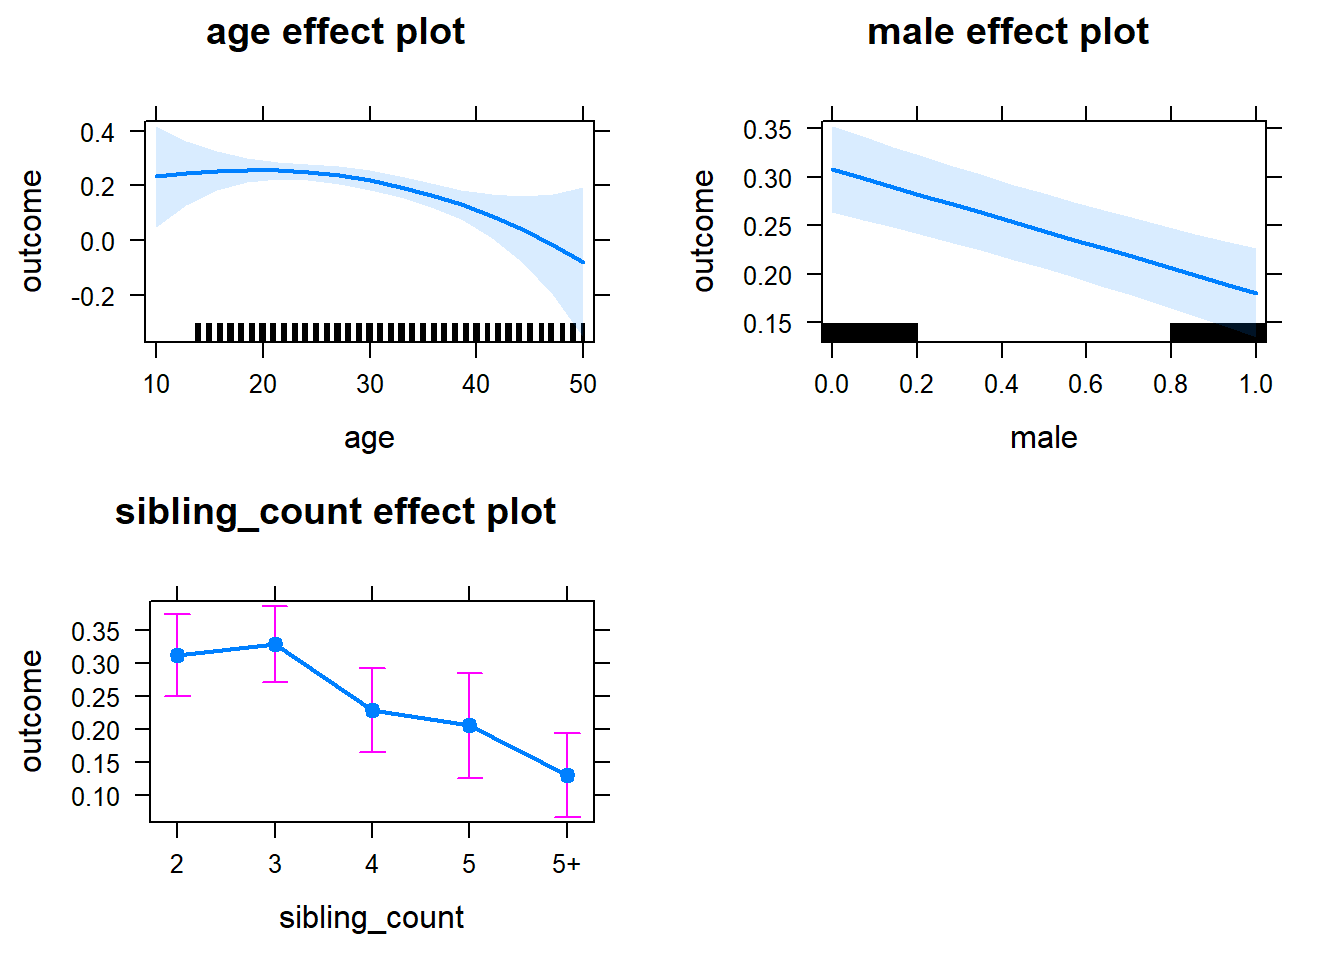 age effect plot
outcome
0.4
0.2
0.0
-0.2
10 20 30 40 50
age
male effect plot
outcome
0.35
0.30
0.25
0.20
0.15
0.0 0.2 0.4 0.6 0.8 1.0
male
sibling_count effect plot
outcome
0.35
0.30
0.25
0.20
0.15
0.10
2 3 4 5 5+
sibling_count